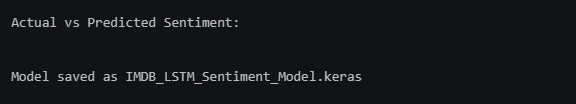 Actual vs Predicted Sentiment:
Model saved as IMDB_LSTM_Sentiment_Model.keras